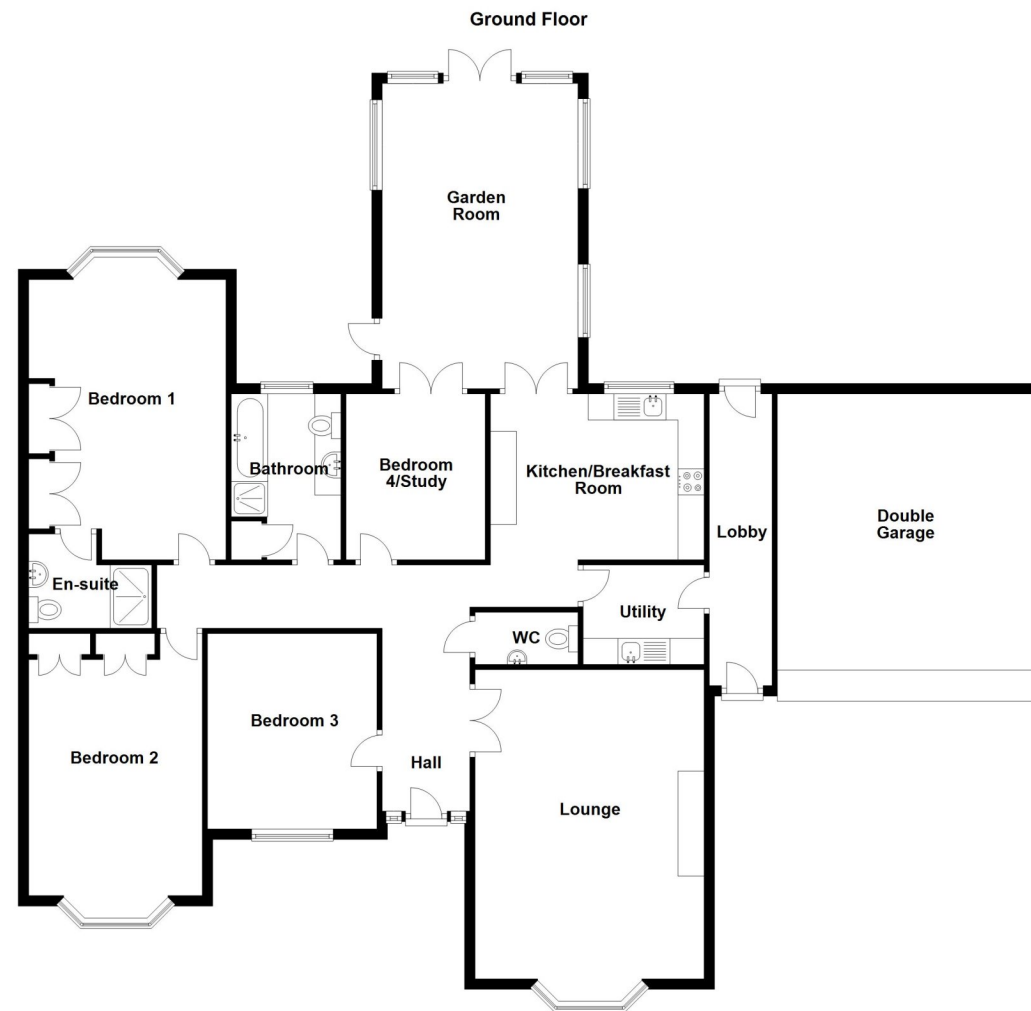 Ground Floor
Garden
Room
Bedroom 1
Bathroom
Bedroom
4/Study
Kitchen/Breakfast
Room
Lobby
Double
Garage
En-suite
Utility
WC
Bedroom 3
Bedroom 2
Hall
Lounge